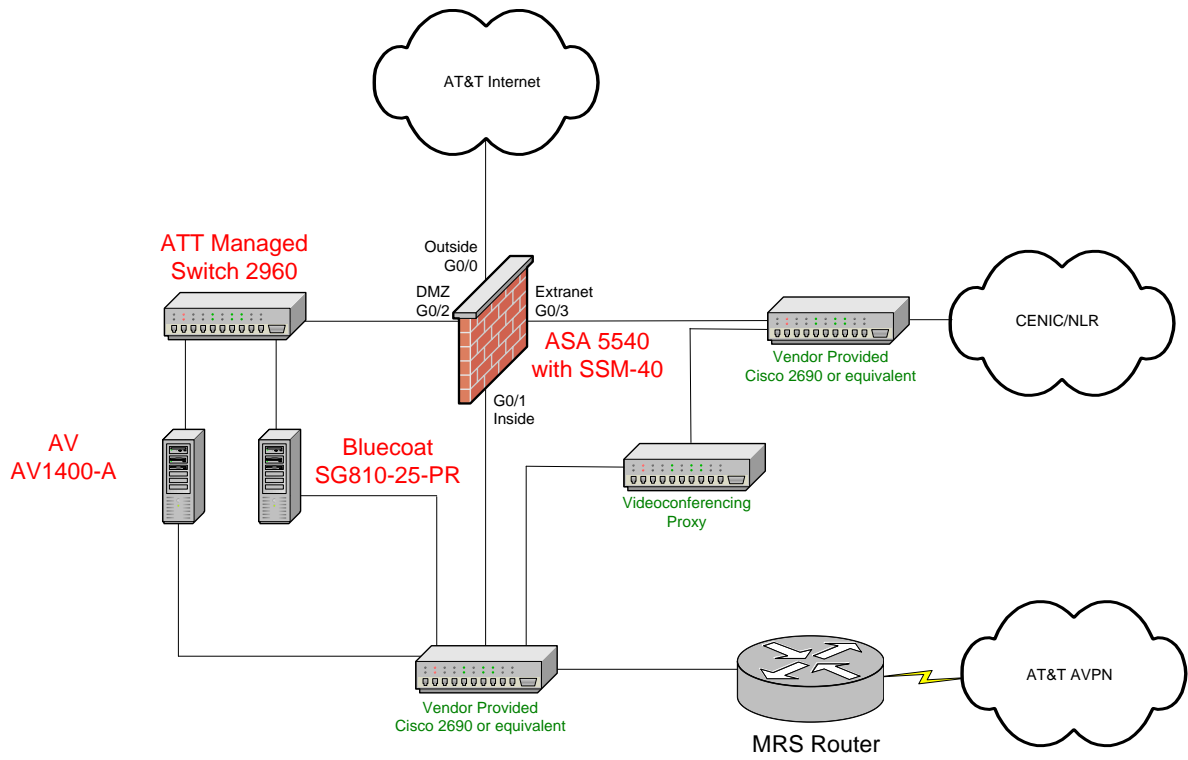 AT&T Internet
ATT Managed
Switch 2960
Outside
G0/0
DMZ
G0/2
Extranet
G0/3
ASA 5540
with SSM-40
G0/1
Inside
Vendor Provided
Cisco 2690 or equivalent
CENIC/NLR
AV
AV1400-A
Bluecoat
SG810-25-PR
Videoconferencing
Proxy
Vendor Provided
Cisco 2690 or equivalent
MRS Router
AT&T AVPN